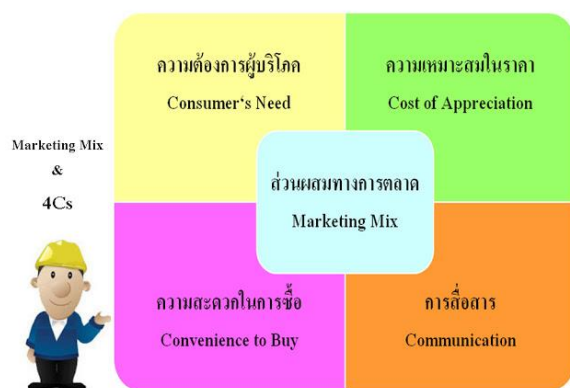 Marketing Mix
&
4Cs
ความต้องการผู้บริโภค
Consumer‘s Need
ความเหมาะสมในราคา
Cost of Appreciation
ส่วนผสมทางการตลาด
Marketing Mix
ความสะดวกในการซื้อ
Convenience to Buy
การสื่อสาร
Communication